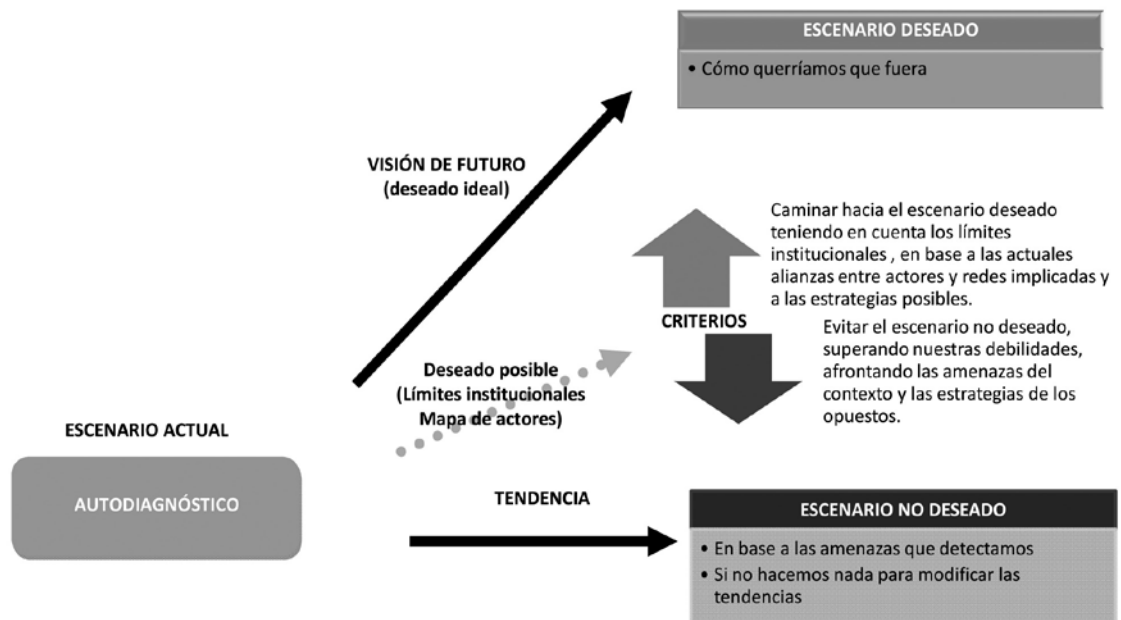 ESCENARIO DESEADO
• Cómo querríamos que fuera
VISIÓN DE FUTURO
(deseado ideal)
Caminar hacia el escenario deseado
teniendo en cuenta los límites
institucionales , en base a las actuales
alianzas entre actores y redes implicadas y
a las estrategias posibles.
CRITERIOS
Evitar el escenario no deseado,
superando nuestras debilidades,
afrontando las amenazas del
contexto y las estrategias de los
opuestos.
Deseado posible
(Límites institucionales
Mapa de actores)
ESCENARIO ACTUAL
AUTODIAGNÓSTICO
TENDENCIA
ESCENARIO NO DESEADO
• En base a las amenazas que detectamos
• Si no hacemos nada para modificar las
tendencias